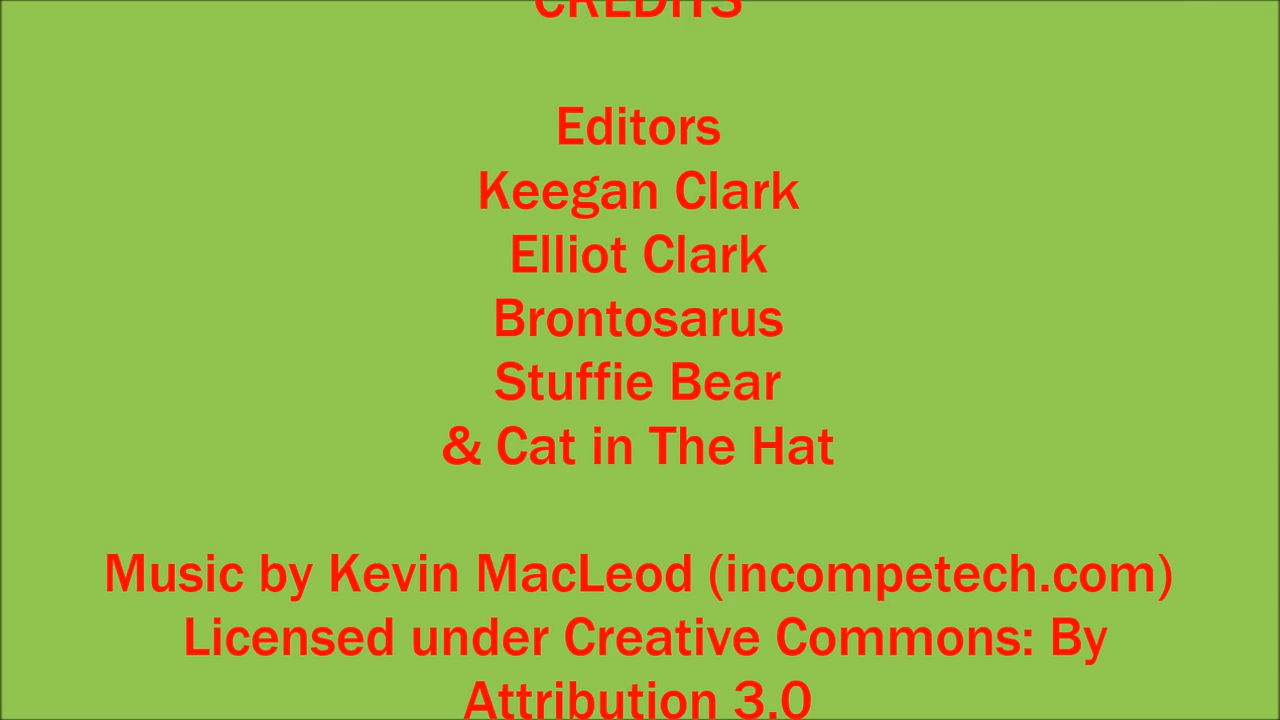 CREDITS
Editors
Keegan Clark
Elliot Clark
Brontosarus
Stuffie Bear
& Cat in The Hat
Music by Kevin MacLeod (incompetech.com)
Licensed under Creative Commons: By
Attribution 3.0